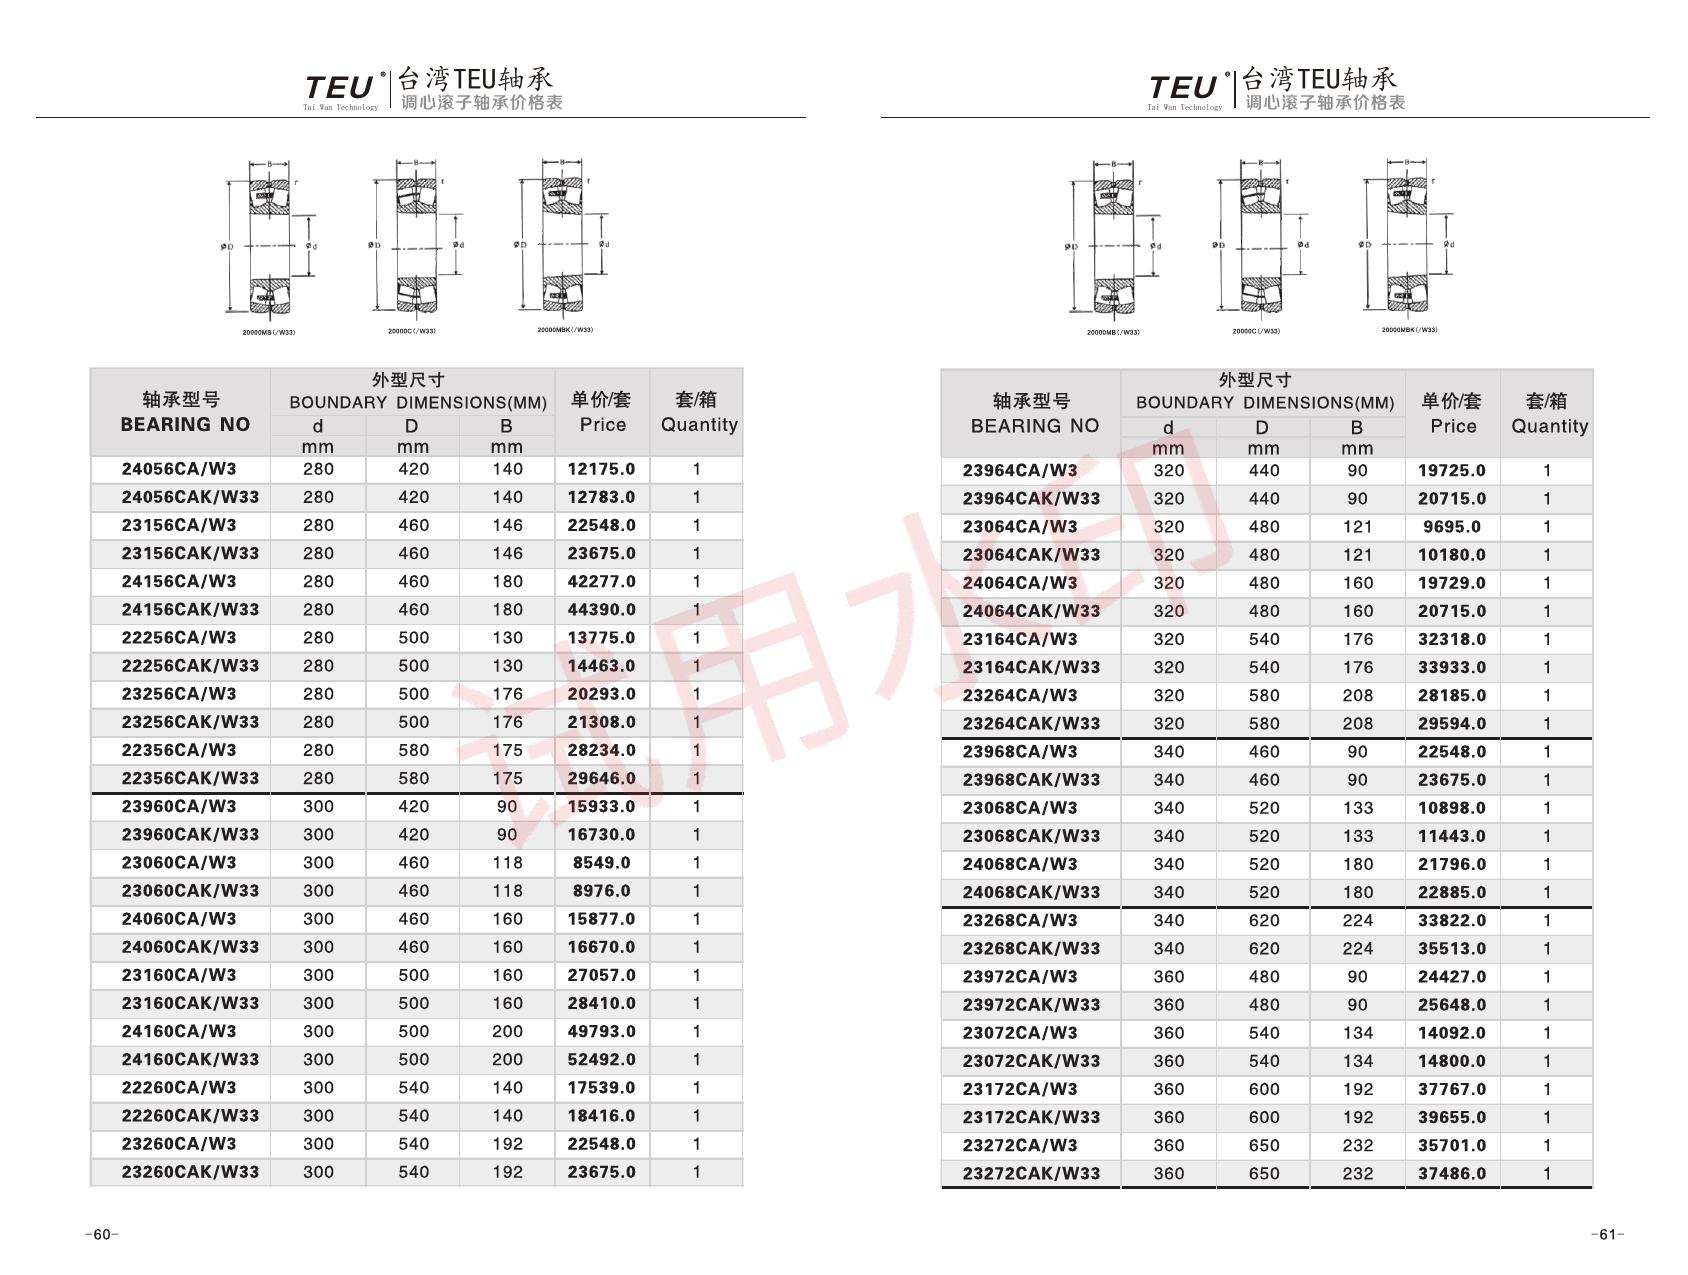 TEU® 台湾TEU轴承
Tai Wan Technology 调心滚子轴承价格表
B B B
r r r
ØD Ød ØD Ød ØD Ød
20000MB(/W33) 20000C(/W33) 20000MBK(/W33)
轴承型号 外型尺寸 单价/套 套/箱
BEARING NO BOUNDARY DIMENSIONS(MM) Price Quantity
d D B
mm mm mm
24056CA/W3 280 420 140 12175.0 1
24056CAK/W33 280 420 140 12783.0 1
23156CA/W3 280 460 146 22548.0 1
23156CAK/W33 280 460 146 23675.0 1
24156CA/W3 280 460 180 42277.0 1
24156CAK/W33 280 460 180 44390.0 1
22256CA/W3 280 500 130 13775.0 1
22256CAK/W33 280 500 130 14463.0 1
23256CA/W3 280 500 176 20293.0 1
23256CAK/W33 280 500 176 21308.0 1
22356CA/W3 280 580 175 28234.0 1
22356CAK/W33 280 580 175 29646.0 1
23960CA/W3 300 420 90 15933.0 1
23960CAK/W33 300 420 90 16730.0 1
23060CA/W3 300 460 118 8549.0 1
23060CAK/W33 300 460 118 8976.0 1
24060CA/W3 300 460 160 15877.0 1
24060CAK/W33 300 460 160 16670.0 1
23160CA/W3 300 500 160 27057.0 1
23160CAK/W33 300 500 160 28410.0 1
24160CA/W3 300 500 200 49793.0 1
24160CAK/W33 300 500 200 52492.0 1
22260CA/W3 300 540 140 17539.0 1
22260CAK/W33 300 540 140 18416.0 1
23260CA/W3 300 540 192 22548.0 1
23260CAK/W33 300 540 192 23675.0 1
-60-
TEU® 台湾TEU轴承
Tai Wan Technology 调心滚子轴承价格表
B B B
r r r
ØD Ød ØD Ød ØD Ød
20000MB(/W33) 20000C(/W33) 20000MBK(/W33)
轴承型号 外型尺寸 单价/套 套/箱
BEARING NO BOUNDARY DIMENSIONS(MM) Price Quantity
d D B
mm mm mm
23964CA/W3 320 440 90 19725.0 1
23964CAK/W33 320 440 90 20715.0 1
23064CA/W3 320 480 121 9695.0 1
23064CAK/W33 320 480 121 10180.0 1
24064CA/W3 320 480 160 19729.0 1
24064CAK/W33 320 480 160 20715.0 1
23164CA/W3 320 540 176 32318.0 1
23164CAK/W33 320 540 176 33933.0 1
23264CA/W3 320 580 208 28185.0 1
23264CAK/W33 320 580 208 29594.0 1
23968CA/W3 340 460 90 22548.0 1
23968CAK/W33 340 460 90 23675.0 1
23068CA/W3 340 520 133 10898.0 1
23068CAK/W33 340 520 133 11443.0 1
24068CA/W3 340 520 180 21796.0 1
24068CAK/W33 340 520 180 22885.0 1
23268CA/W3 340 620 224 33822.0 1
23268CAK/W33 340 620 224 35513.0 1
23972CA/W3 360 480 90 24427.0 1
23972CAK/W33 360 480 90 25648.0 1
23072CA/W3 360 540 134 14092.0 1
23072CAK/W33 360 540 134 14800.0 1
23172CA/W3 360 600 192 37767.0 1
23172CAK/W33 360 600 192 39655.0 1
23272CA/W3 360 650 232 35701.0 1
23272CAK/W33 360 650 232 37486.0 1
-61-
试用水印